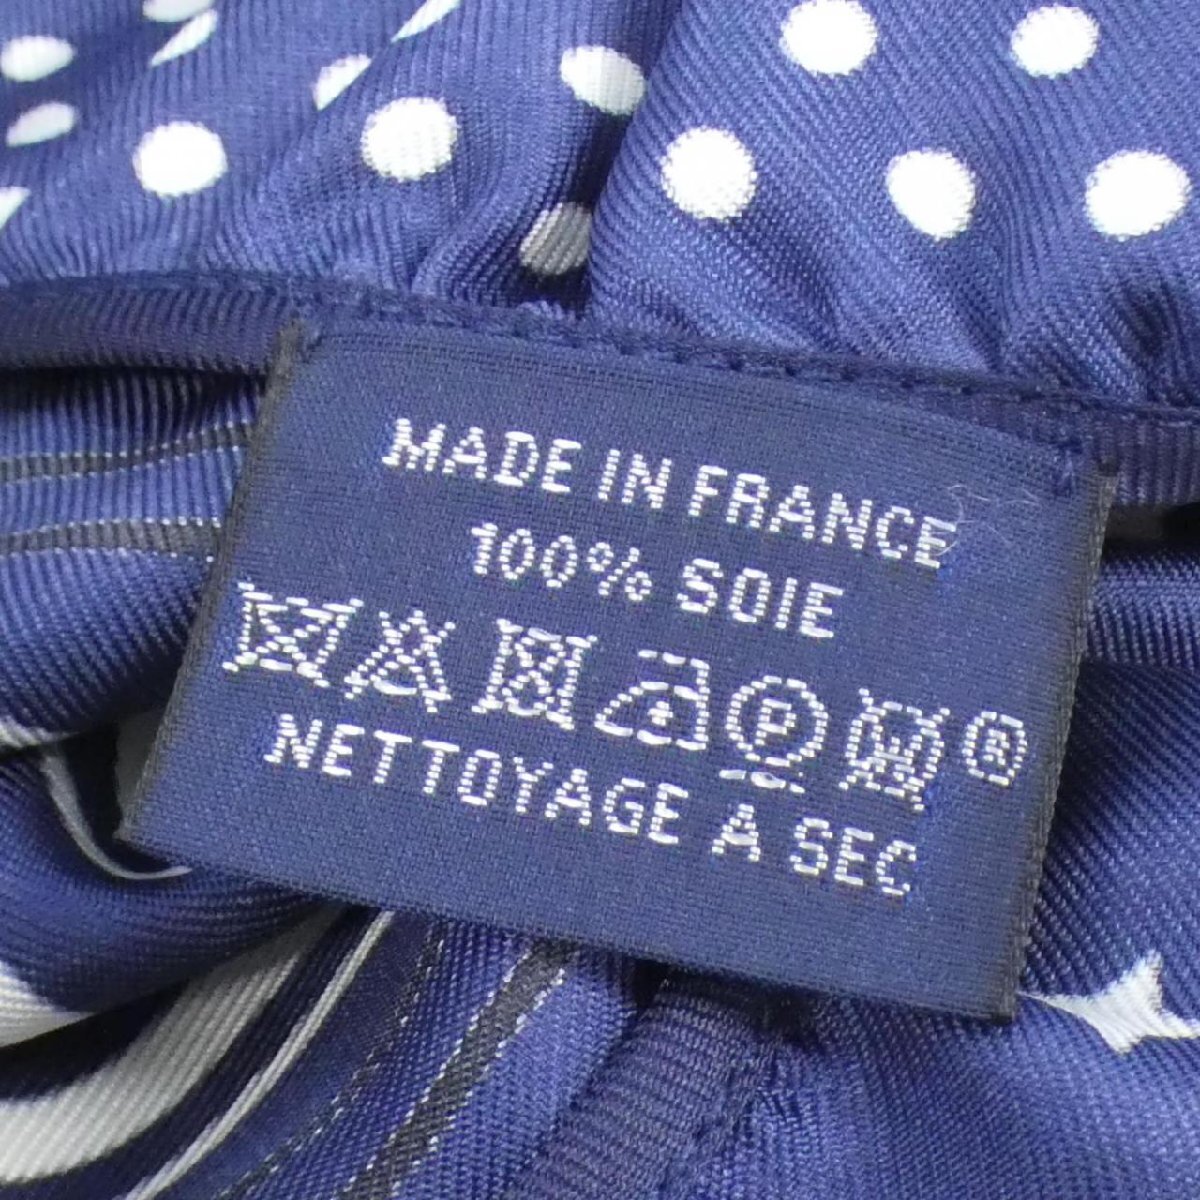 MADE IN FRANCE
100% SOIE
P W ®
NETTOYAGE A SEC